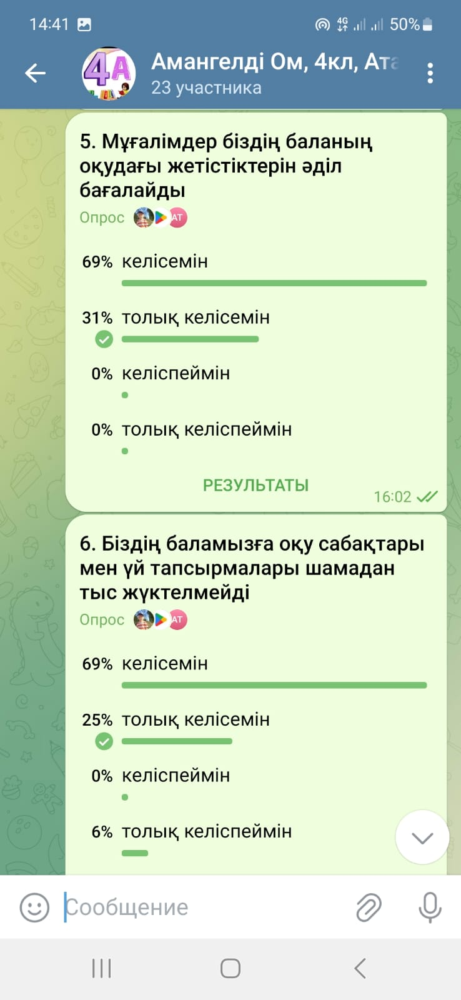 14:41
4G
50%
4А
Амангелді Ом, 4кл, Ата
23 участника
5. Мұғалімдер біздің баланың
оқудағы жетістіктерін әділ
бағалайды
Опрос АТ
69% келісемін
31% толық келісемін
0% келіспеймін
0% толық келіспеймін
РЕЗУЛЬТАТЫ
16:02
6. Біздің баламызға оқу сабақтары
мен үй тапсырмалары шамадан
тыс жүктелмейді
Опрос АТ
69% келісемін
25% толық келісемін
0% келіспеймін
6% толық келіспеймін
Сообщение